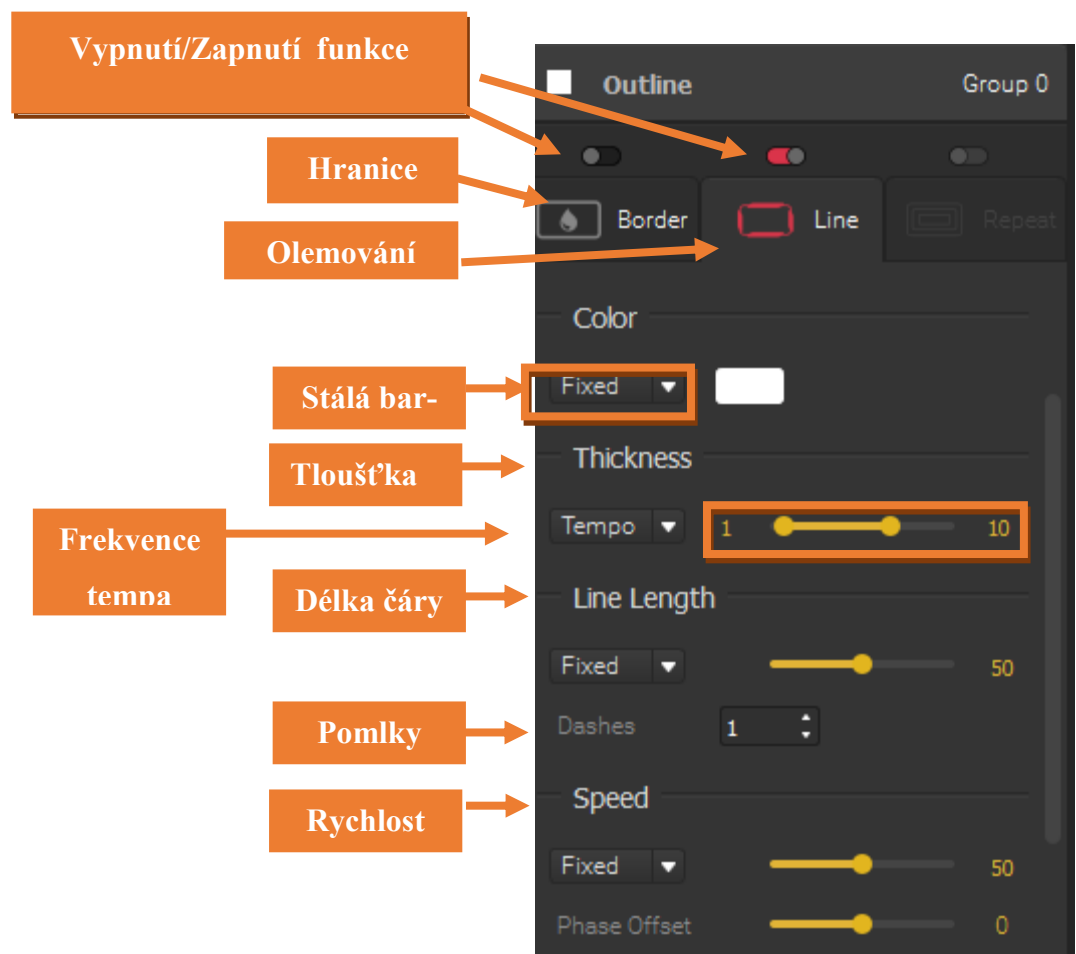 Vypnutí/Zapnutí funkce
Outline
Group 0
Hranice
Border
Line
Repeat
Olemování
Color
Stálá bar-
Fixed
Tloušťka
Thickness
Frekvence
tempa
Tempo
1
10
Délka čáry
Line Length
Fixed
50
Pomlky
Dashes
1
Rychlost
Speed
Fixed
50
Phase Offset
0